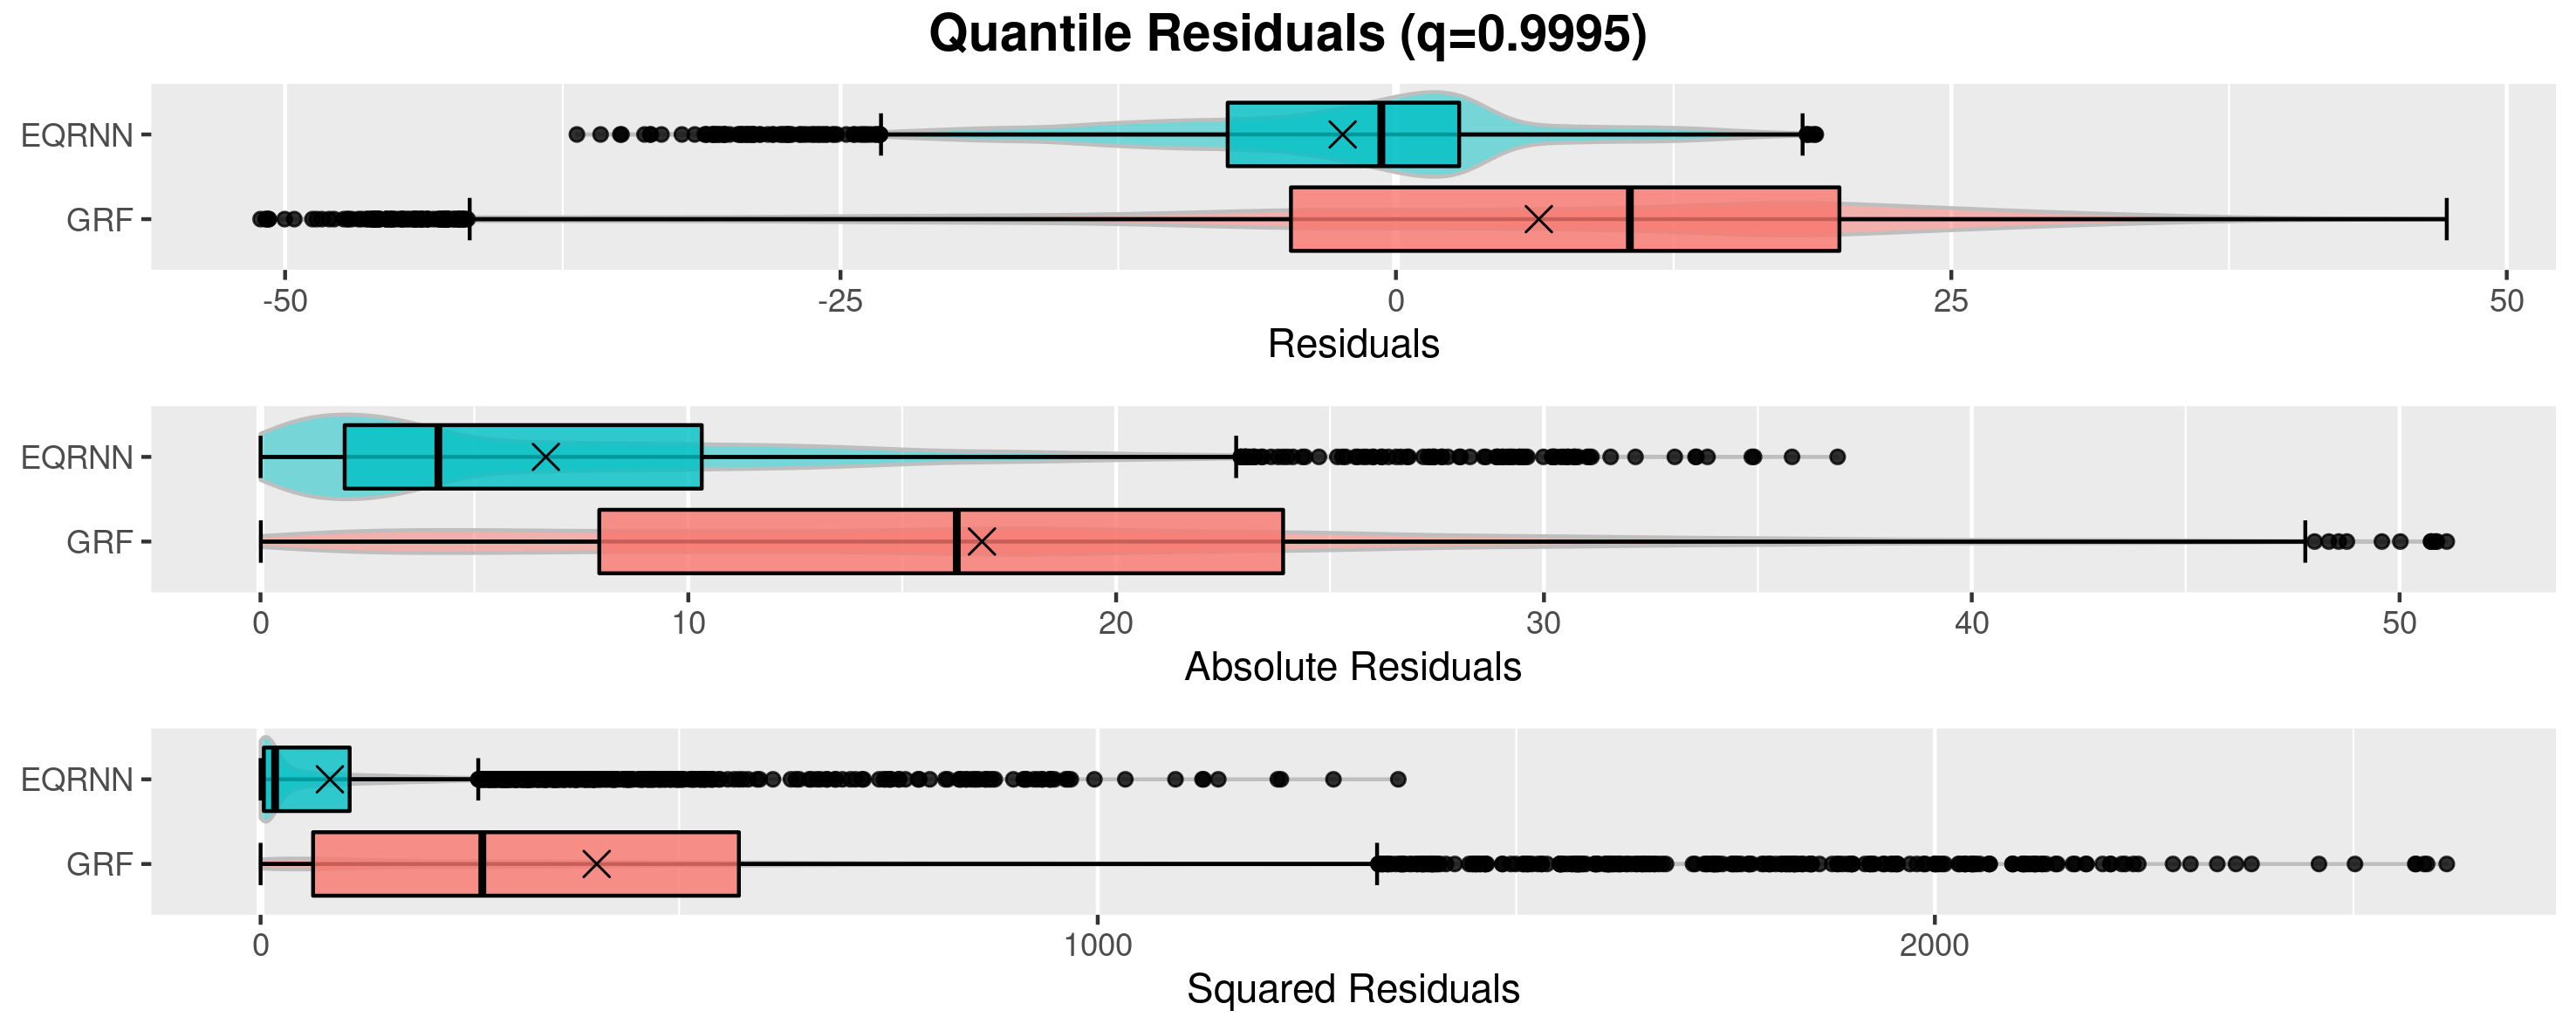 Quantile Residuals (q=0.9995)
EQRNN
GRF
-50 -25 0 25 50
Residuals
EQRNN
GRF
0 10 20 30 40 50
Absolute Residuals
EQRNN
GRF
0 1000 2000
Squared Residuals